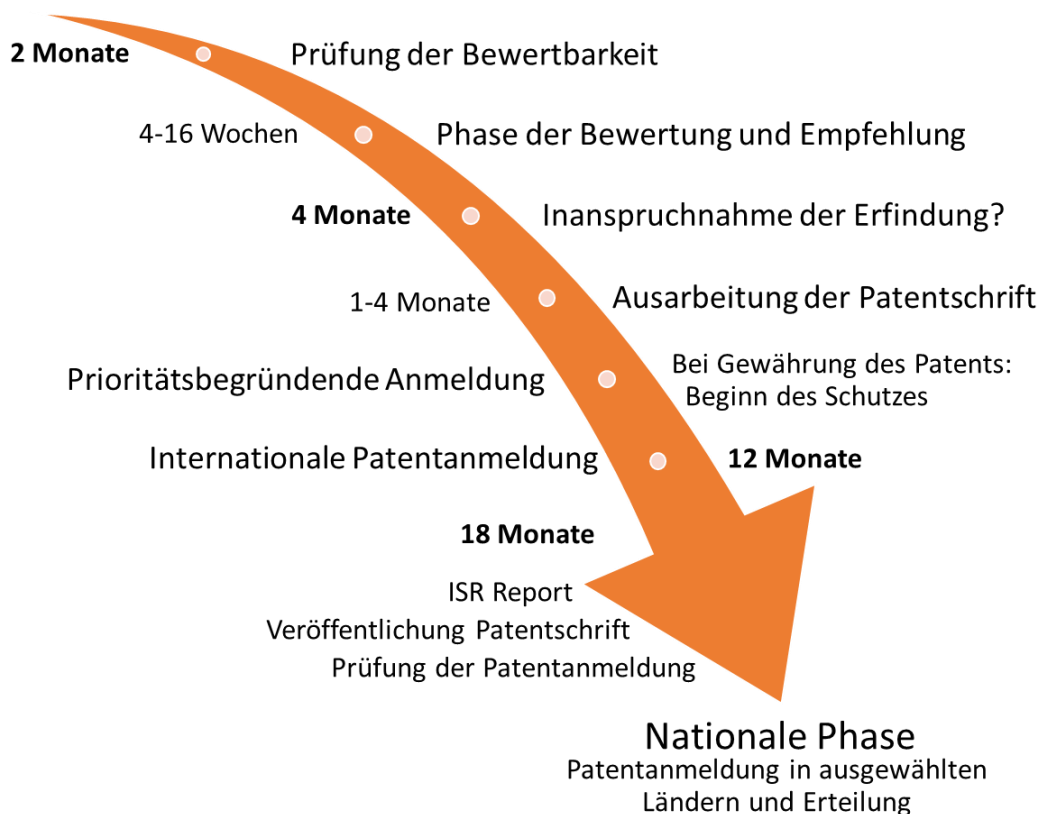 2 Monate
Prüfung der Bewertbarkeit
4-16 Wochen
Phase der Bewertung und Empfehlung
4 Monate
Inanspruchnahme der Erfindung?
1-4 Monate
Ausarbeitung der Patentschrift
Prioritätsbegründende Anmeldung
Bei Gewährung des Patents:
Beginn des Schutzes
Internationale Patentanmeldung
12 Monate
18 Monate
ISR Report
Veröffentlichung Patentschrift
Prüfung der Patentanmeldung
Nationale Phase
Patentanmeldung in ausgewählten
Ländern und Erteilung